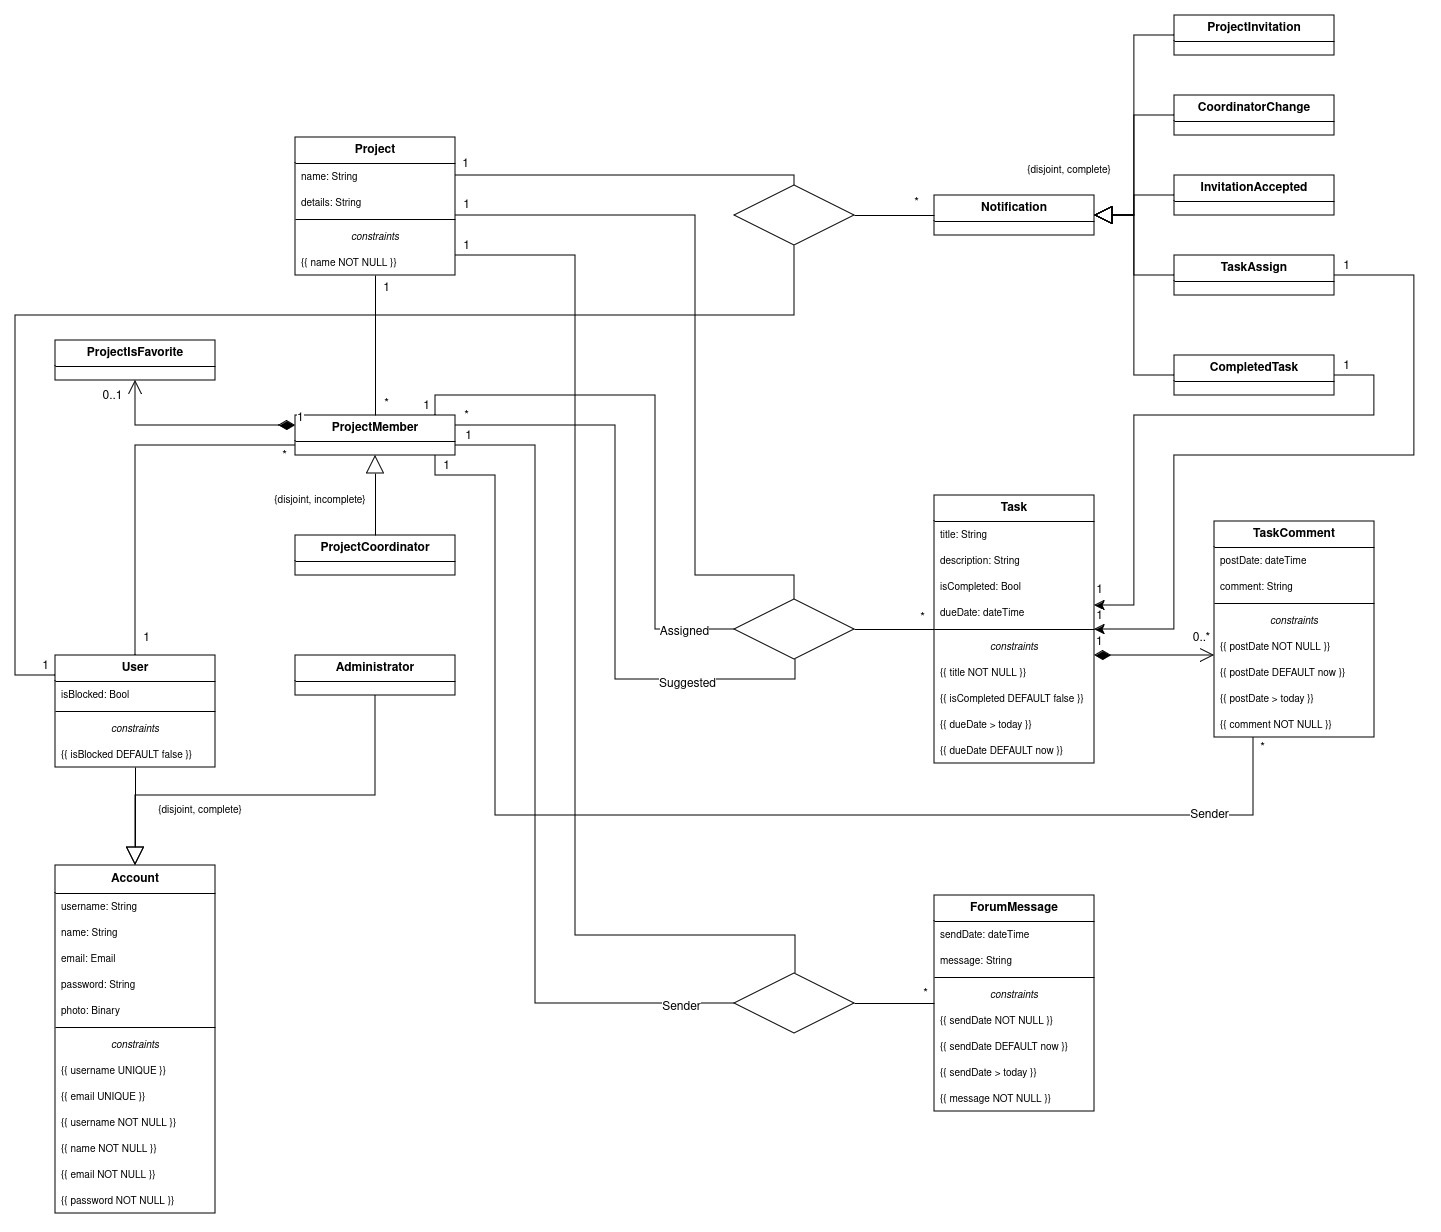 ProjectInvitation
CoordinatorChange
{disjoint, complete}
InvitationAccepted
Notification
TaskAssign
1
CompletedTask
1
Project
name: String
details: String
constraints
{{ name NOT NULL }}
1
1
1
1
*
ProjectIsFavorite
0..1
1
*
1
*
1
1
*
ProjectMember
{disjoint, incomplete}
ProjectCoordinator
Task
title: String
description: String
isCompleted: Bool
dueDate: dateTime
constraints
{{ title NOT NULL }}
{{ isCompleted DEFAULT false }}
{{ dueDate > today }}
{{ dueDate DEFAULT now }}
1
1
1
0..*
*
TaskComment
postDate: dateTime
comment: String
constraints
{{ postDate NOT NULL }}
{{ postDate DEFAULT now }}
{{ postDate > today }}
{{ comment NOT NULL }}
*
Assigned
Suggested
1
1
User
isBlocked: Bool
constraints
{{ isBlocked DEFAULT false }}
Administrator
{disjoint, complete}
Sender
Account
username: String
name: String
email: Email
password: String
photo: Binary
constraints
{{ username UNIQUE }}
{{ email UNIQUE }}
{{ username NOT NULL }}
{{ name NOT NULL }}
{{ email NOT NULL }}
{{ password NOT NULL }}
Sender
*
ForumMessage
sendDate: dateTime
message: String
constraints
{{ sendDate NOT NULL }}
{{ sendDate DEFAULT now }}
{{ sendDate > today }}
{{ message NOT NULL }}